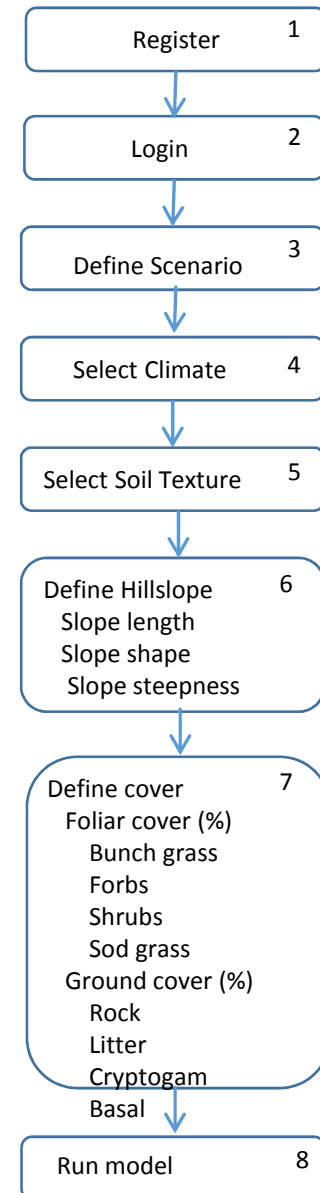 Register 1
Login 2
Define Scenario 3
Select Climate 4
Select Soil Texture 5
Define Hillslope 6
Slope length
Slope shape
Slope steepness
Define cover 7
Foliar cover (%)
Bunch grass
Forbs
Shrubs
Sod grass
Ground cover (%)
Rock
Litter
Cryptogam
Basal
Run model 8